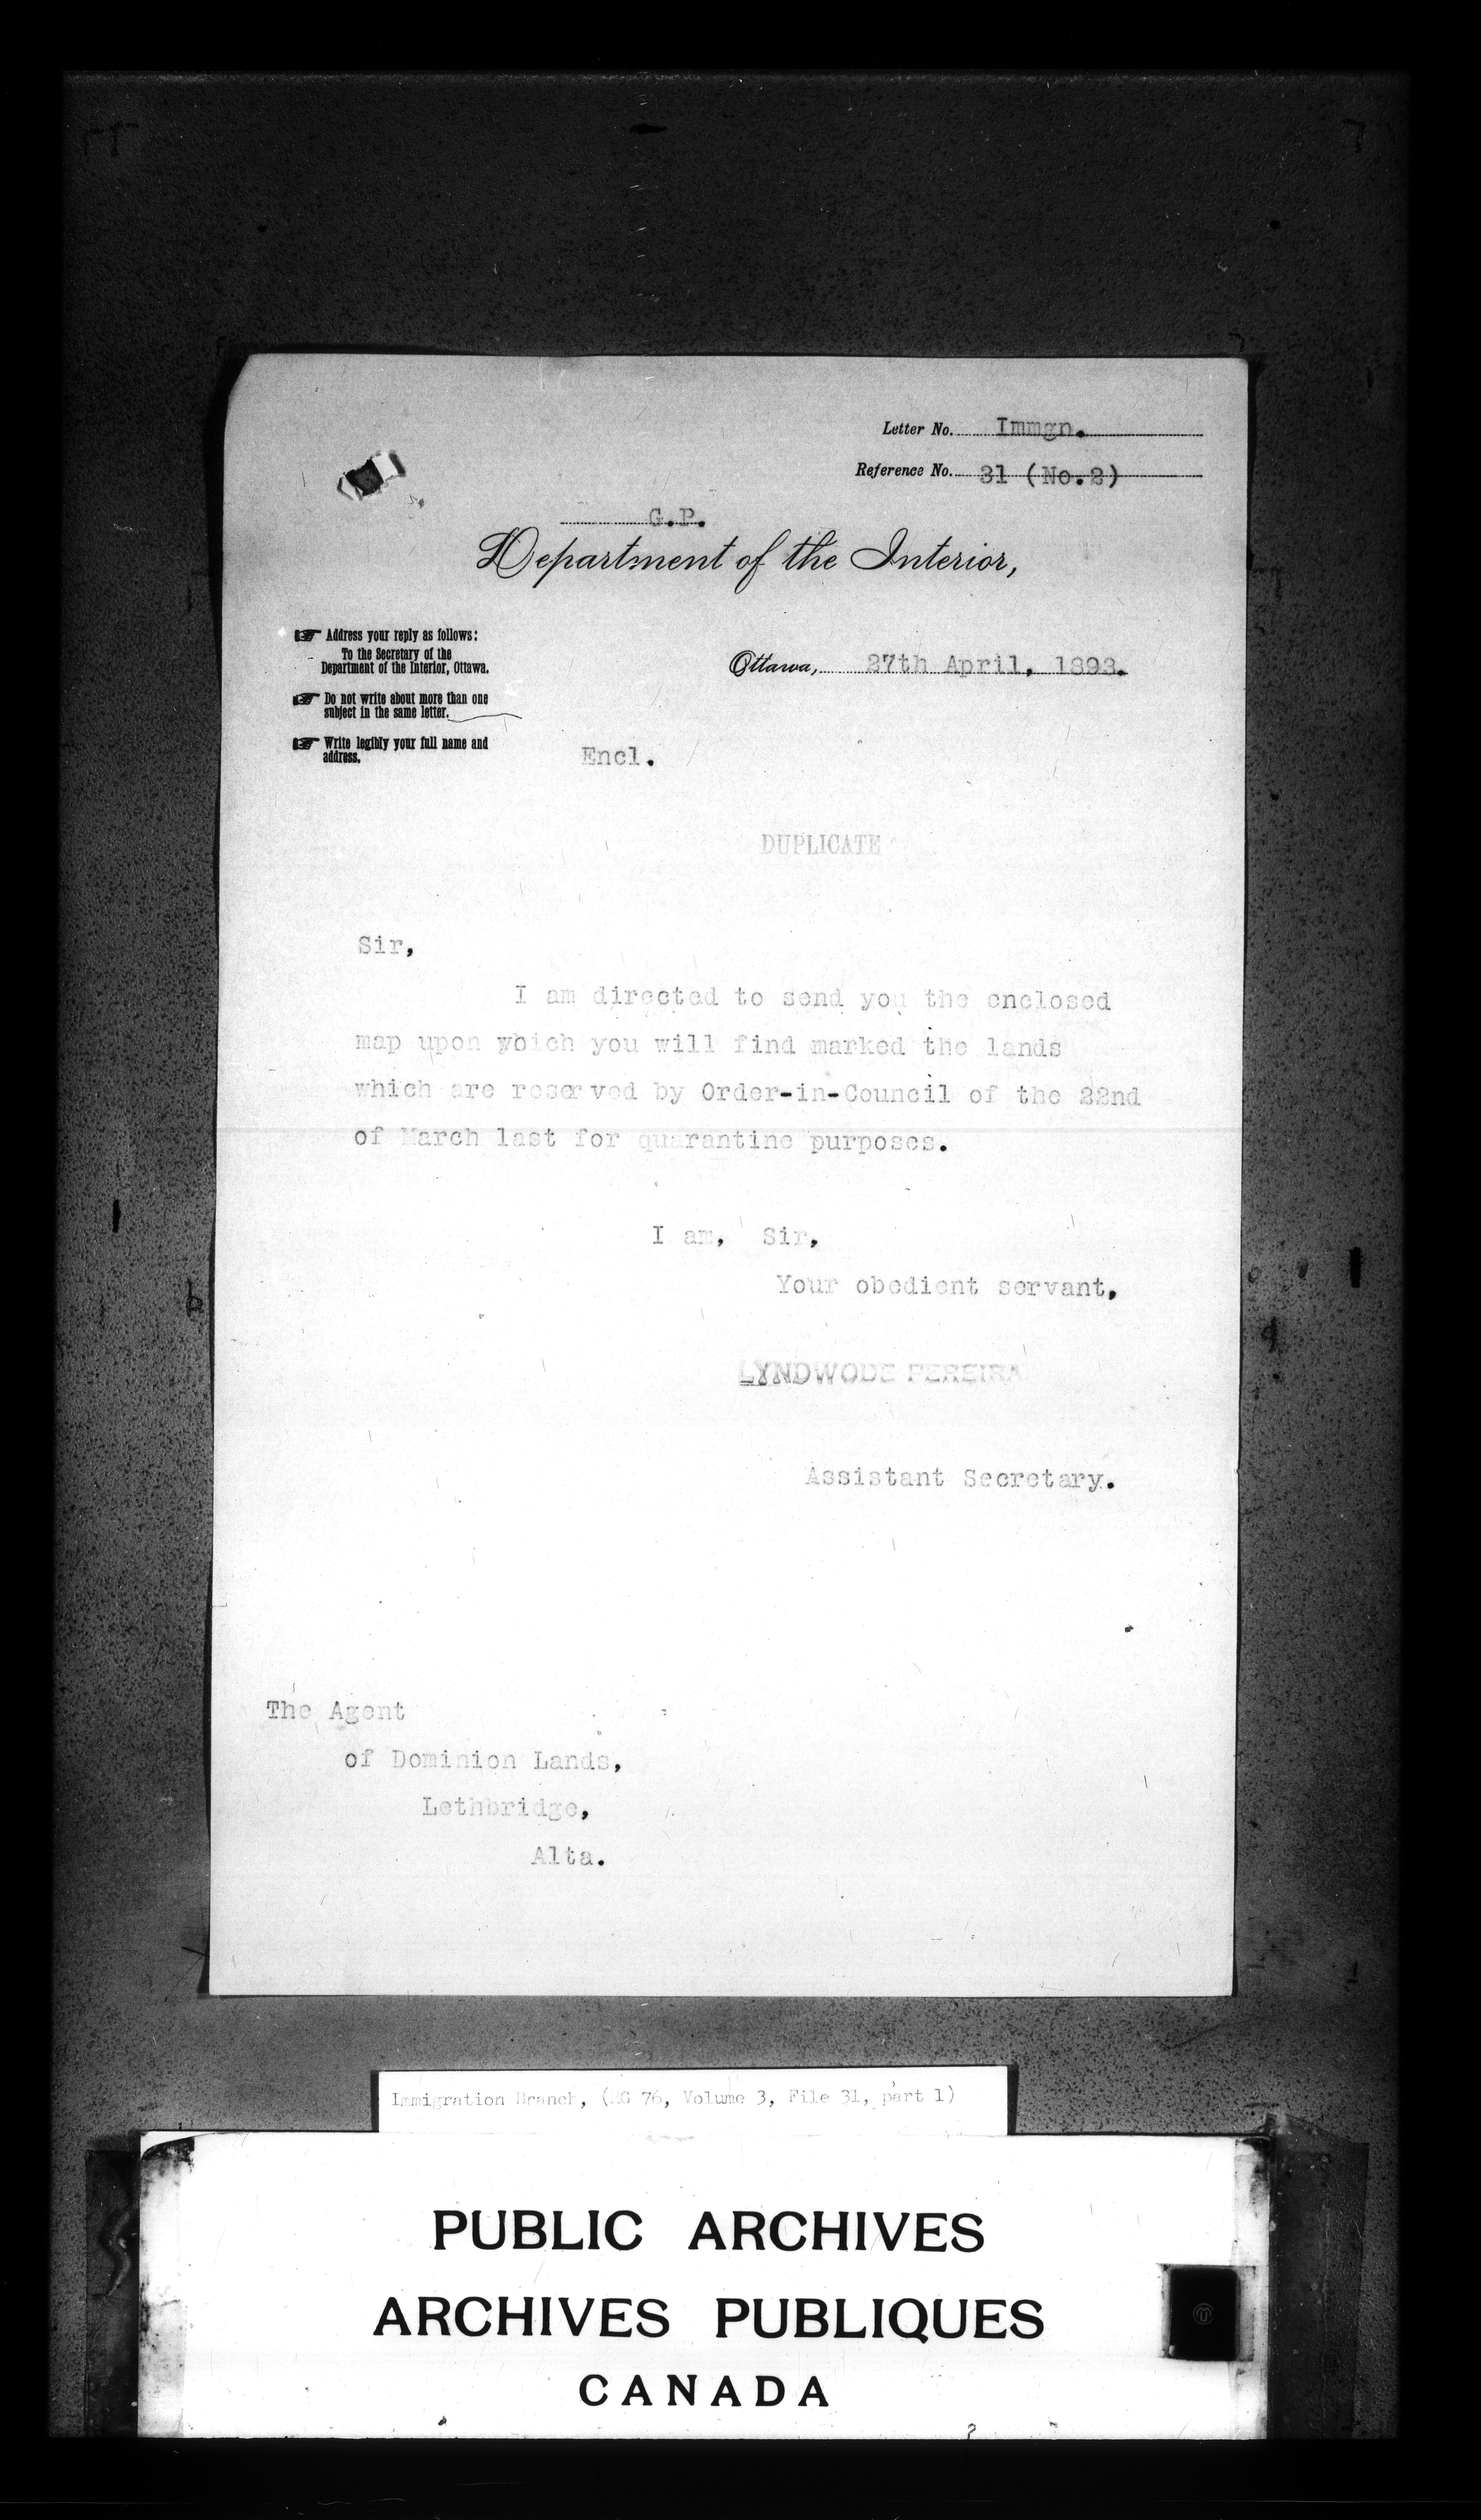 Letter No. Immgn.
Reference No. 31 (No.2)
G.P.
Department of the Interior,
Address your reply as follows:
To the Secretary of the
Department of the Interior, Ottawa.
Ottawa, 27th April, 1893.
Do not write about more than one
subject in the same letter.
Write legibly your full name and
address.
Encl.
DUPLICATE
Sir,
I am directed to send you the enclosed
map upon which you will find marked the lands
which are reserved by Order-in-Council of the 22nd
of March last for quarantine purposes.
I am, Sir,
Your obedient servant,
LYNDWODE PEREIRA
Assistant Secretary.
The Agent
of Dominion Lands,
Lethbridge,
Alta.
Immigration Branch, (RG 76, Volume 3, File 31, part 1)
PUBLIC ARCHIVES
ARCHIVES PUBLIQUES
CANADA